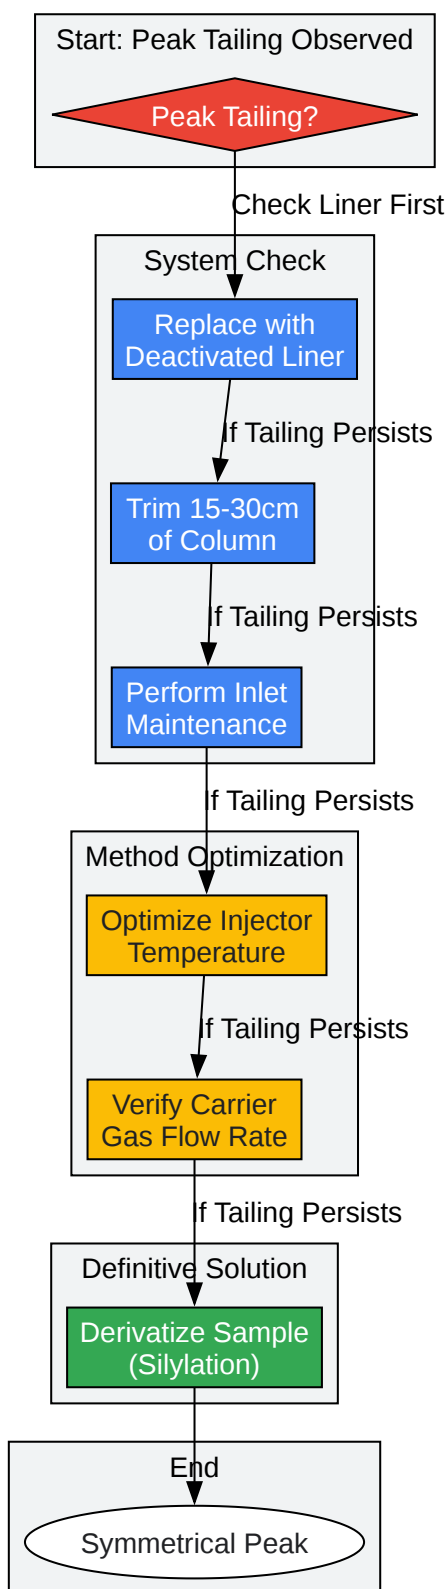 Start: Peak Tailing Observed
Peak Tailing?
Check Liner First
System Check
Replace with
Deactivated Liner
If Tailing Persists
Trim 15-30cm
of Column
If Tailing Persists
Perform Inlet
Maintenance
If Tailing Persists
Method Optimization
Optimize Injector
Temperature
If Tailing Persists
Verify Carrier
Gas Flow Rate
If Tailing Persists
Definitive Solution
Derivatize Sample
(Silylation)
End
Symmetrical Peak